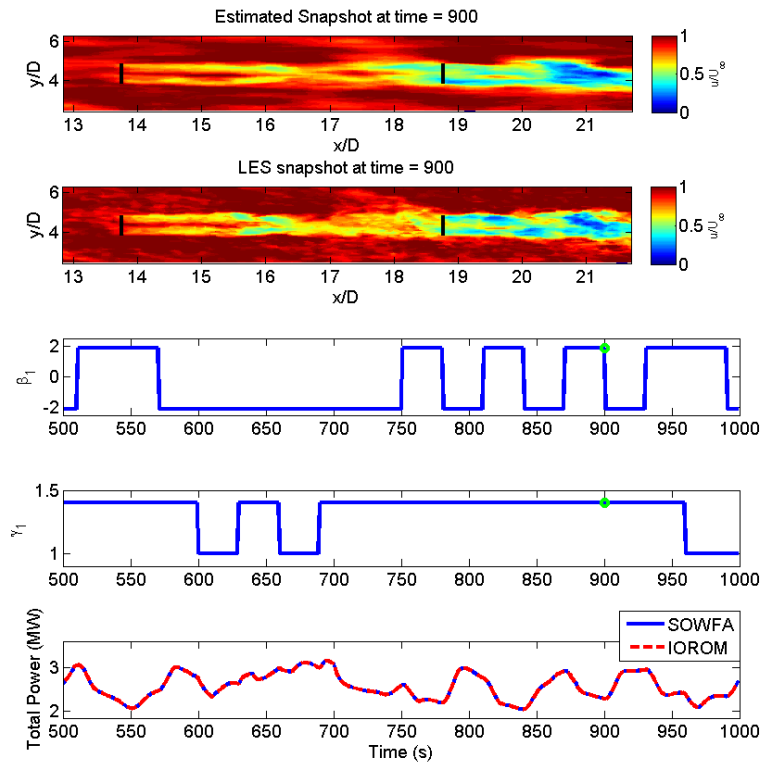 Estimated Snapshot at time = 900
6
4
y/D
13 14 15 16 17 18 19 20 21
x/D
1
0.5
0
u/U∞
LES snapshot at time = 900
6
4
y/D
13 14 15 16 17 18 19 20 21
x/D
1
0.5
0
u/U∞
2
0
-2
β1
500 550 600 650 700 750 800 850 900 950 1000
1.5
1
γ1
500 550 600 650 700 750 800 850 900 950 1000
SOWFA
IOROM
3
2
Total Power (MW)
500 550 600 650 700 750 800 850 900 950 1000
Time (s)